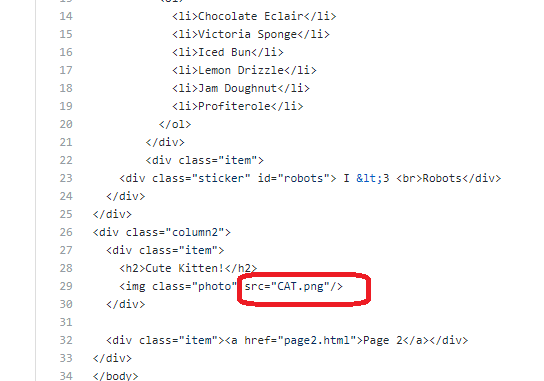 13 <ol>
14 <li>Chocolate Eclair</li>
15 <li>Victoria Sponge</li>
16 <li>Iced Bun</li>
17 <li>Lemon Drizzle</li>
18 <li>Jam Doughnut</li>
19 <li>Profiterole</li>
20 </ol>
21 </div>
22 <div class="item">
23 <div class="sticker" id="robots"> I &lt;3 <br>Robots</div>
24 </div>
25 </div>
26 <div class="column2">
27 <div class="item">
28 <h2>Cute Kitten!</h2>
29 <img class="photo" src="CAT.png"/>
30 </div>
31
32 <div class="item"><a href="page2.html">Page 2</a></div>
33 </div>
34 </body>